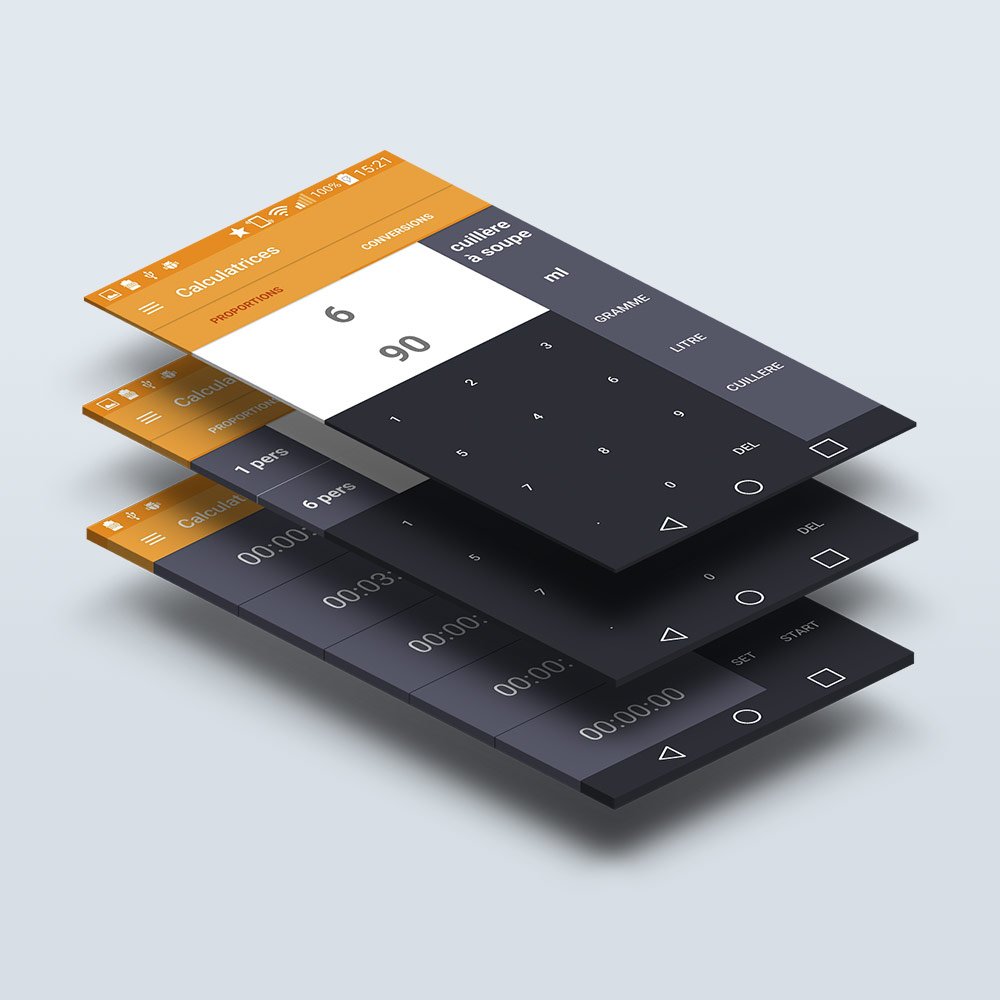 100% 15:21
Calculatrices
PROPORTIONS CONVERSIONS
6 cuillère
à soupe
90 ml
GRAMME
LITRE
CUILLERE
1 2 3
5 4 6
7 8 9
. 0 DEL
Calcula
PROPORTIONS
1 pers
6 pers
1
5
7
. 0 DEL
Calculat
00:00:
00:03:
00:00:
00:00:
00:00:00 SET START